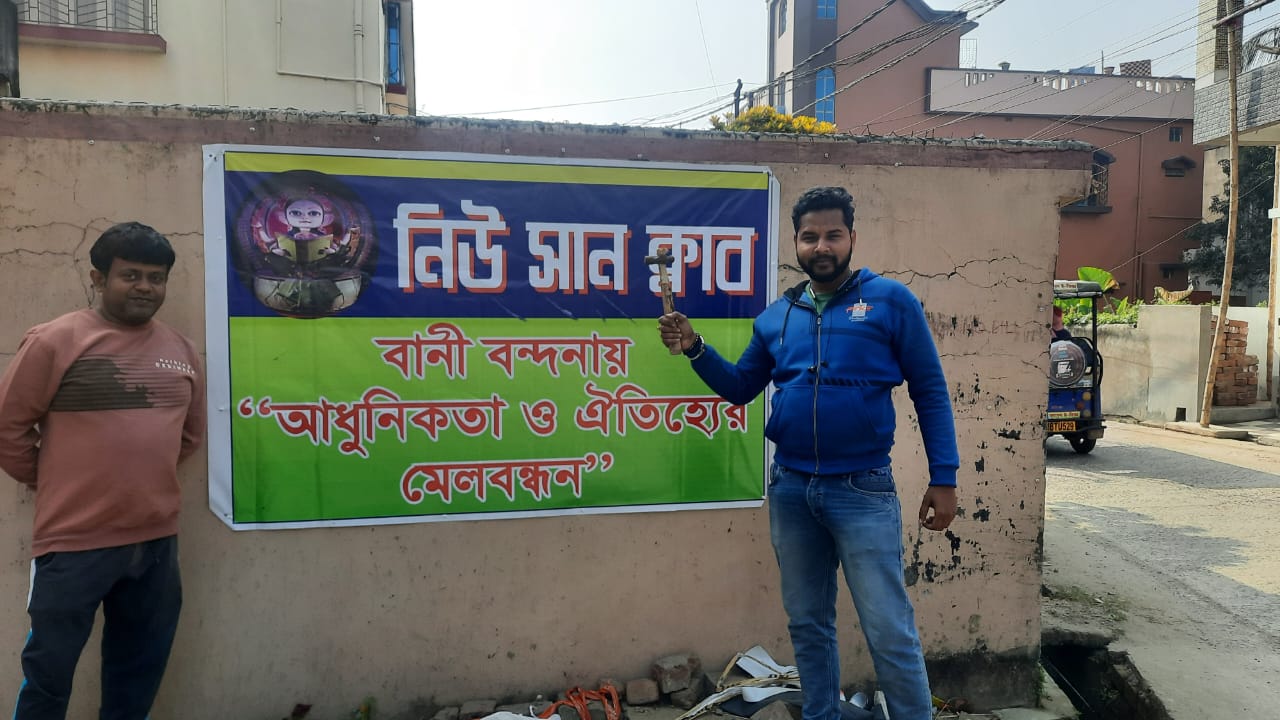 নিউ সান ক্লাব
বানী বন্দনায়
“আধুনিকতা ও ঐতিহ্যের
মেলবন্ধন”